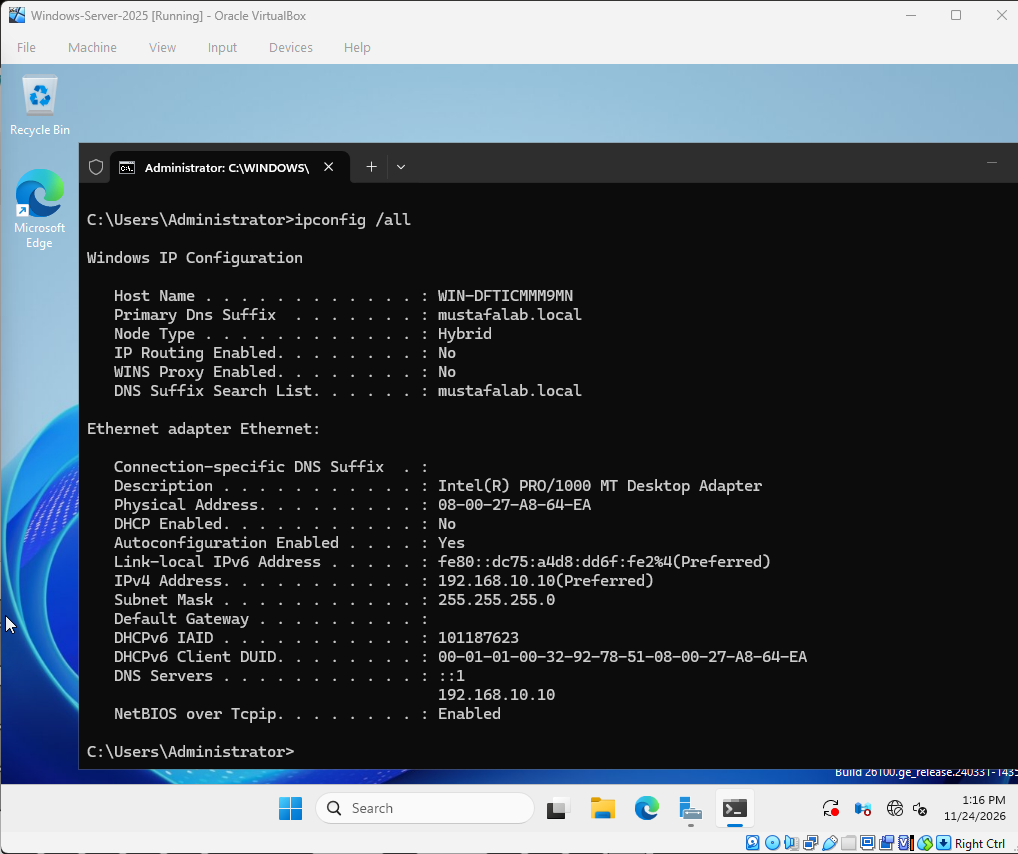 Windows-Server-2025 [Running] - Oracle VirtualBox
File Machine View Input Devices Help
Recycle Bin
Microsoft
Edge
Administrator: C:\WINDOWS\
C:\Users\Administrator>ipconfig /all
Windows IP Configuration
Host Name . . . . . . . . . . . . : WIN-DFTICMMM9MN
Primary Dns Suffix  . . . . . . . : mustafalab.local
Node Type . . . . . . . . . . . . : Hybrid
IP Routing Enabled. . . . . . . . : No
WINS Proxy Enabled. . . . . . . . : No
DNS Suffix Search List. . . . . . : mustafalab.local
Ethernet adapter Ethernet:
Connection-specific DNS Suffix  . :
Description . . . . . . . . . . . : Intel(R) PRO/1000 MT Desktop Adapter
Physical Address. . . . . . . . . : 08-00-27-A8-64-EA
DHCP Enabled. . . . . . . . . . . : No
Autoconfiguration Enabled . . . . : Yes
Link-local IPv6 Address . . . . . : fe80::dc75:a4d8:dd6f:fe2%4(Preferred)
IPv4 Address. . . . . . . . . . . : 192.168.10.10(Preferred)
Subnet Mask . . . . . . . . . . . : 255.255.255.0
Default Gateway . . . . . . . . . :
DHCPv6 IAID . . . . . . . . . . . : 101187623
DHCPv6 Client DUID. . . . . . . . : 00-01-01-00-32-92-78-51-08-00-27-A8-64-EA
DNS Servers . . . . . . . . . . . : ::1
192.168.10.10
NetBIOS over Tcpip. . . . . . . . : Enabled
C:\Users\Administrator>
Build 26100.ge_release.240331-1435
Search
1:16 PM
11/24/2026
Right Ctrl